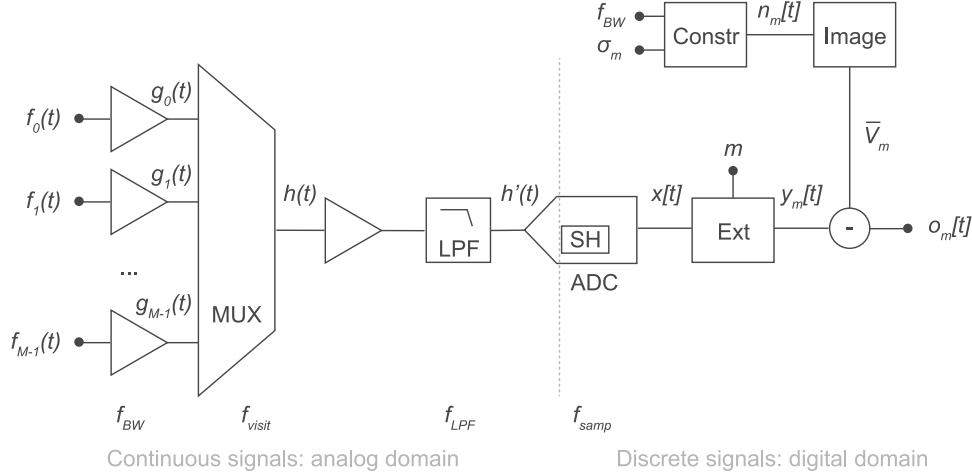 f_BW
σ_m
Constr
n_m[t]
Image
f_0(t)
g_0(t)
V̅_m
f_1(t)
g_1(t)
h(t)
LPF
h'(t)
SH
ADC
x[t]
m
Ext
y_m[t]
-
o_m[t]
...
g_M-1(t)
MUX
f_M-1(t)
f_BW
f_visit
f_LPF
f_samp
Continuous signals: analog domain
Discrete signals: digital domain